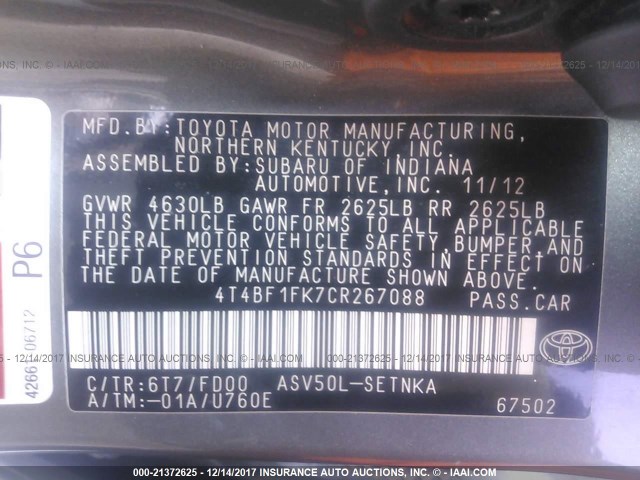 MFD.BY:TOYOTA MOTOR MANUFACTURING,
NORTHERN KENTUCKY, INC.
ASSEMBLED BY:SUBARU OF INDIANA
AUTOMOTIVE,INC. 11/12
GVWR 4630LB GAWR FR 2625LB RR 2625LB
THIS VEHICLE CONFORMS TO ALL APPLICABLE
FEDERAL MOTOR VEHICLE SAFETY,BUMPER,AND
THEFT PREVENTION STANDARDS IN EFFECT ON
THE DATE OF MANUFACTURE SHOWN ABOVE.
4T4BF1FK7CR267088 PASS.CAR
C/TR:6T7/FD00 ASV50L-SETNKA
A/TM:-01A/U760E 67502
P6
06712
000-21372625 - 12/14/2017 INSURANCE AUTO AUCTIONS, INC. - © IAAI.COM